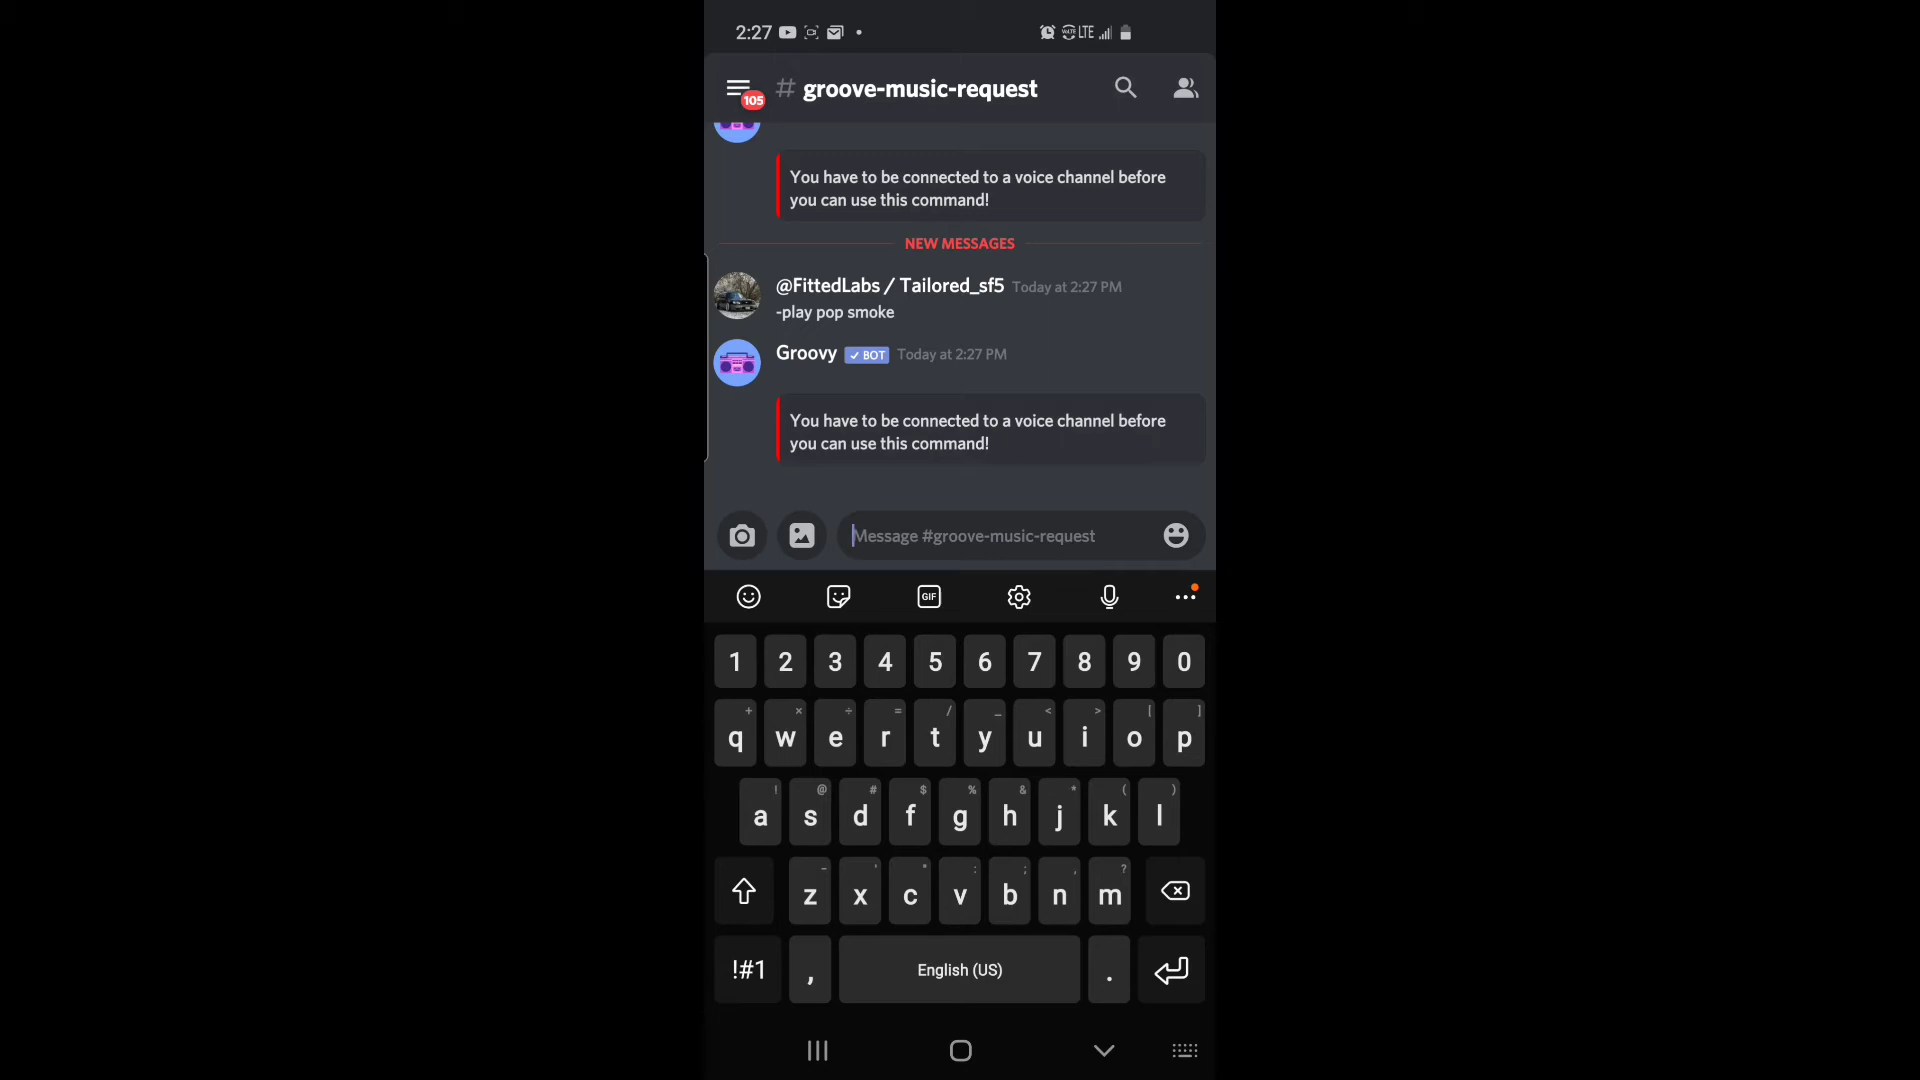 2:27
LTE
105
# groove-music-request
You have to be connected to a voice channel before
you can use this command!
NEW MESSAGES
@FittedLabs / Tailored_sf5 Today at 2:27 PM
-play pop smoke
Groovy ✓ BOT Today at 2:27 PM
You have to be connected to a voice channel before
you can use this command!
Message #groove-music-request
GIF
1 2 3 4 5 6 7 8 9 0
+ × ÷ = / _ < > [ ]
q w e r t y u i o p
! @ # $ % & * ( )
a s d f g h j k l
- ' " : ; , ?
z x c v b n m
!#1 , English (US) .